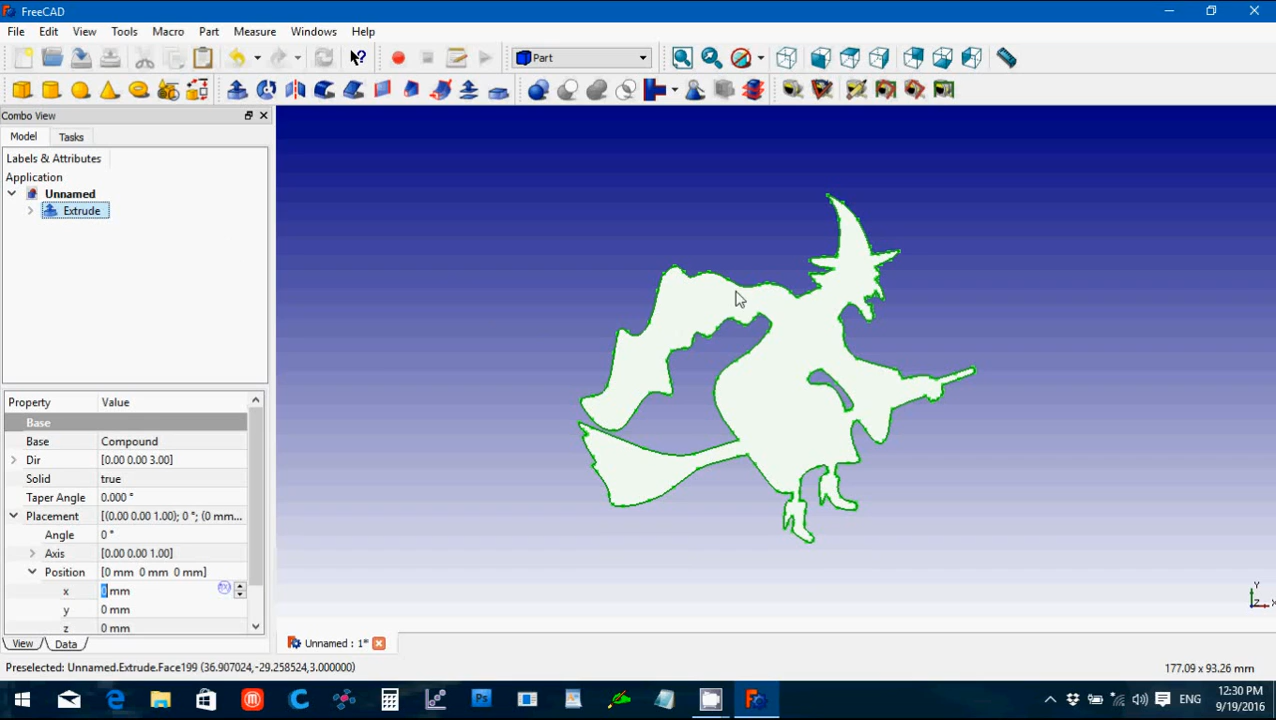 FreeCAD
File Edit View Tools Macro Part Measure Windows Help
Part
Combo View
Model Tasks
Labels & Attributes
Application
Unnamed
Extrude
Property Value
Base
Base Compound
Dir [0.00 0.00 3.00]
Solid true
Taper Angle 0.000 °
Placement [(0.00 0.00 1.00); 0 °; (0 mm...
Angle 0 °
Axis [0.00 0.00 1.00]
Position [0 mm 0 mm 0 mm]
x 0 mm
y 0 mm
z 0 mm
View Data
Unnamed : 1*
Y
Z
X
Preselected: Unnamed.Extrude.Face199 (36.907024,-29.258524,3.000000)
177.09 x 93.26 mm
ENG
12:30 PM
9/19/2016